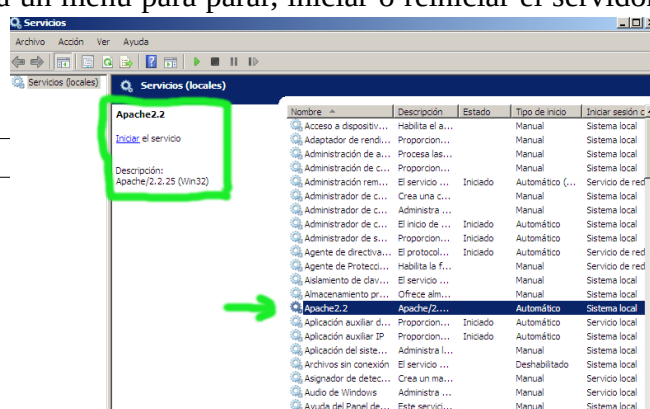 un menú para parar, iniciar o reiniciar el servidor
Servicios
Archivo Acción Ver Ayuda
Servicios (locales)
Servicios (locales)
Apache2.2
Iniciar el servicio
Descripción:
Apache/2.2.25 (Win32)
Nombre Descripción Estado Tipo de inicio Iniciar sesión c
Acceso a dispositiv... Habilita el a... Manual Sistema local
Adaptador de rendi... Proporcion... Manual Sistema local
Administración de a... Procesa las... Manual Sistema local
Administración de c... Proporcion... Manual Sistema local
Administración rem... El servicio ... Iniciado Automático (... Servicio de red
Administrador de c... Crea una c... Manual Sistema local
Administrador de c... Administra ... Manual Sistema local
Administrador de c... El inicio de ... Iniciado Automático Sistema local
Administrador de s... Proporcion... Iniciado Automático Sistema local
Agente de directiva... El protocol... Iniciado Automático Servicio de red
Agente de Protecci... Habilita la f... Manual Servicio de red
Aislamiento de clav... El servicio ... Manual Sistema local
Almacenamiento pr... Ofrece alm... Manual Sistema local
Apache2.2 Apache/2.... Automático Sistema local
Aplicación auxiliar d... Proporcion... Iniciado Automático Servicio local
Aplicación auxiliar IP Proporcion... Iniciado Automático Sistema local
Aplicación del siste... Administra l... Manual Sistema local
Archivos sin conexión El servicio ... Deshabilitado Sistema local
Asignador de detec... Crea un ma... Manual Servicio local
Audio de Windows Administra ... Manual Servicio local
Ayuda del Panel de... Este servici... Manual Sistema local